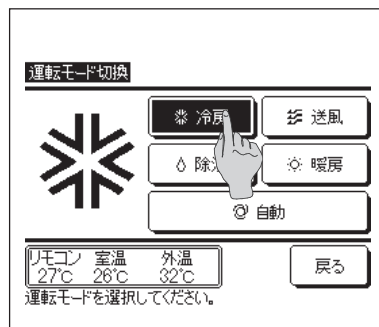 運転モード切換
冷房 送風
除 暖房
自動
リモコン 室温 外温
27℃ 26℃ 32℃
戻る
運転モードを選択してください。